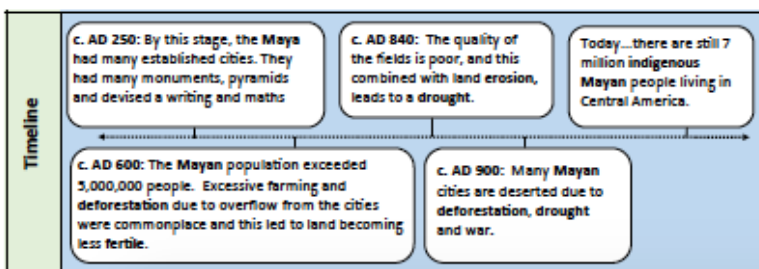 Timeline
c. AD 250: By this stage, the Maya
had many established cities. They
had many monuments, pyramids
and devised a writing and maths
c. AD 840: The quality of
the fields is poor, and this
combined with land erosion,
leads to a drought.
Today...there are still 7
million indigenous
Mayan people living in
Central America.
c. AD 600: The Mayan population exceeded
5,000,000 people. Excessive farming and
deforestation due to overflow from the cities
were commonplace and this led to land becoming
less fertile.
c. AD 900: Many Mayan
cities are deserted due to
deforestation, drought
and war.